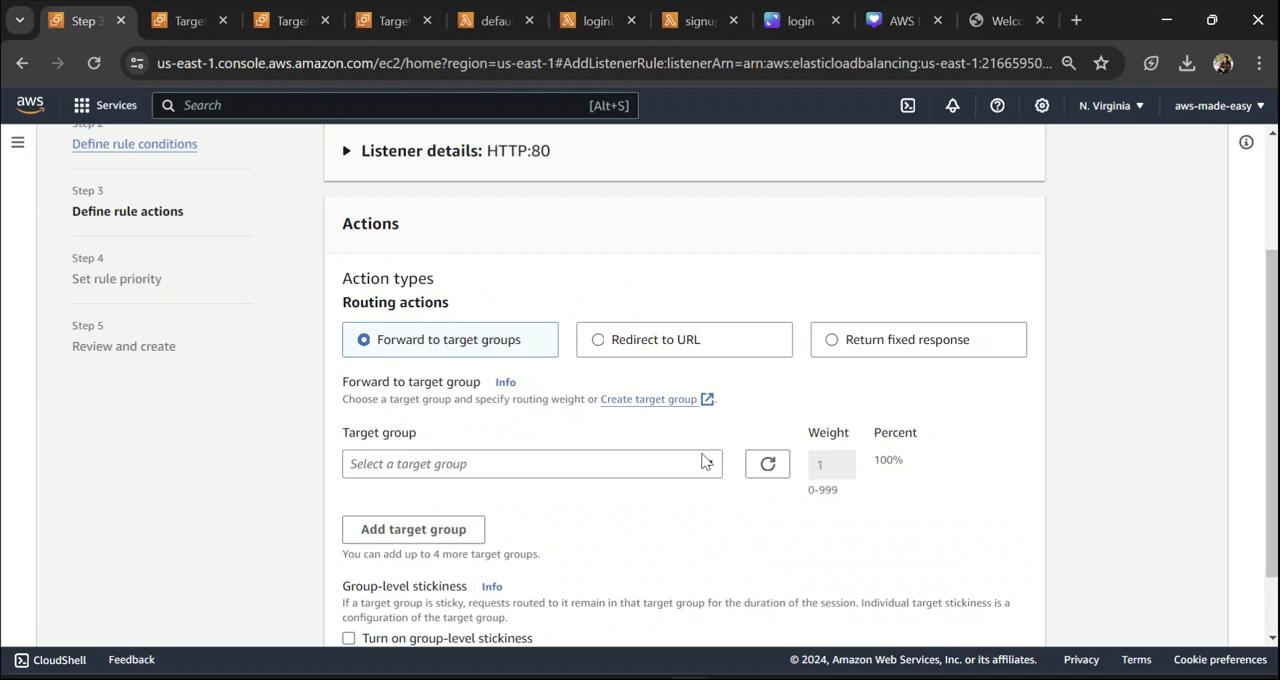 Step 3
Target
Target
Target
defau
login
signu
login
AWS
Welco
us-east-1.console.aws.amazon.com/ec2/home?region=us-east-1#AddListenerRule:listenerArn=arn:aws:elasticloadbalancing:us-east-1:21665950...
aws
Services
Search
[Alt+S]
N. Virginia
aws-made-easy
Define rule conditions
Step 3
Define rule actions
Step 4
Set rule priority
Step 5
Review and create
Listener details: HTTP:80
Actions
Action types
Routing actions
Forward to target groups
Redirect to URL
Return fixed response
Forward to target group Info
Choose a target group and specify routing weight or Create target group .
Target group
Weight
Percent
Select a target group
1
100%
0-999
Add target group
You can add up to 4 more target groups.
Group-level stickiness Info
If a target group is sticky, requests routed to it remain in that target group for the duration of the session. Individual target stickiness is a
configuration of the target group.
Turn on group-level stickiness
CloudShell
Feedback
© 2024, Amazon Web Services, Inc. or its affiliates.
Privacy
Terms
Cookie preferences